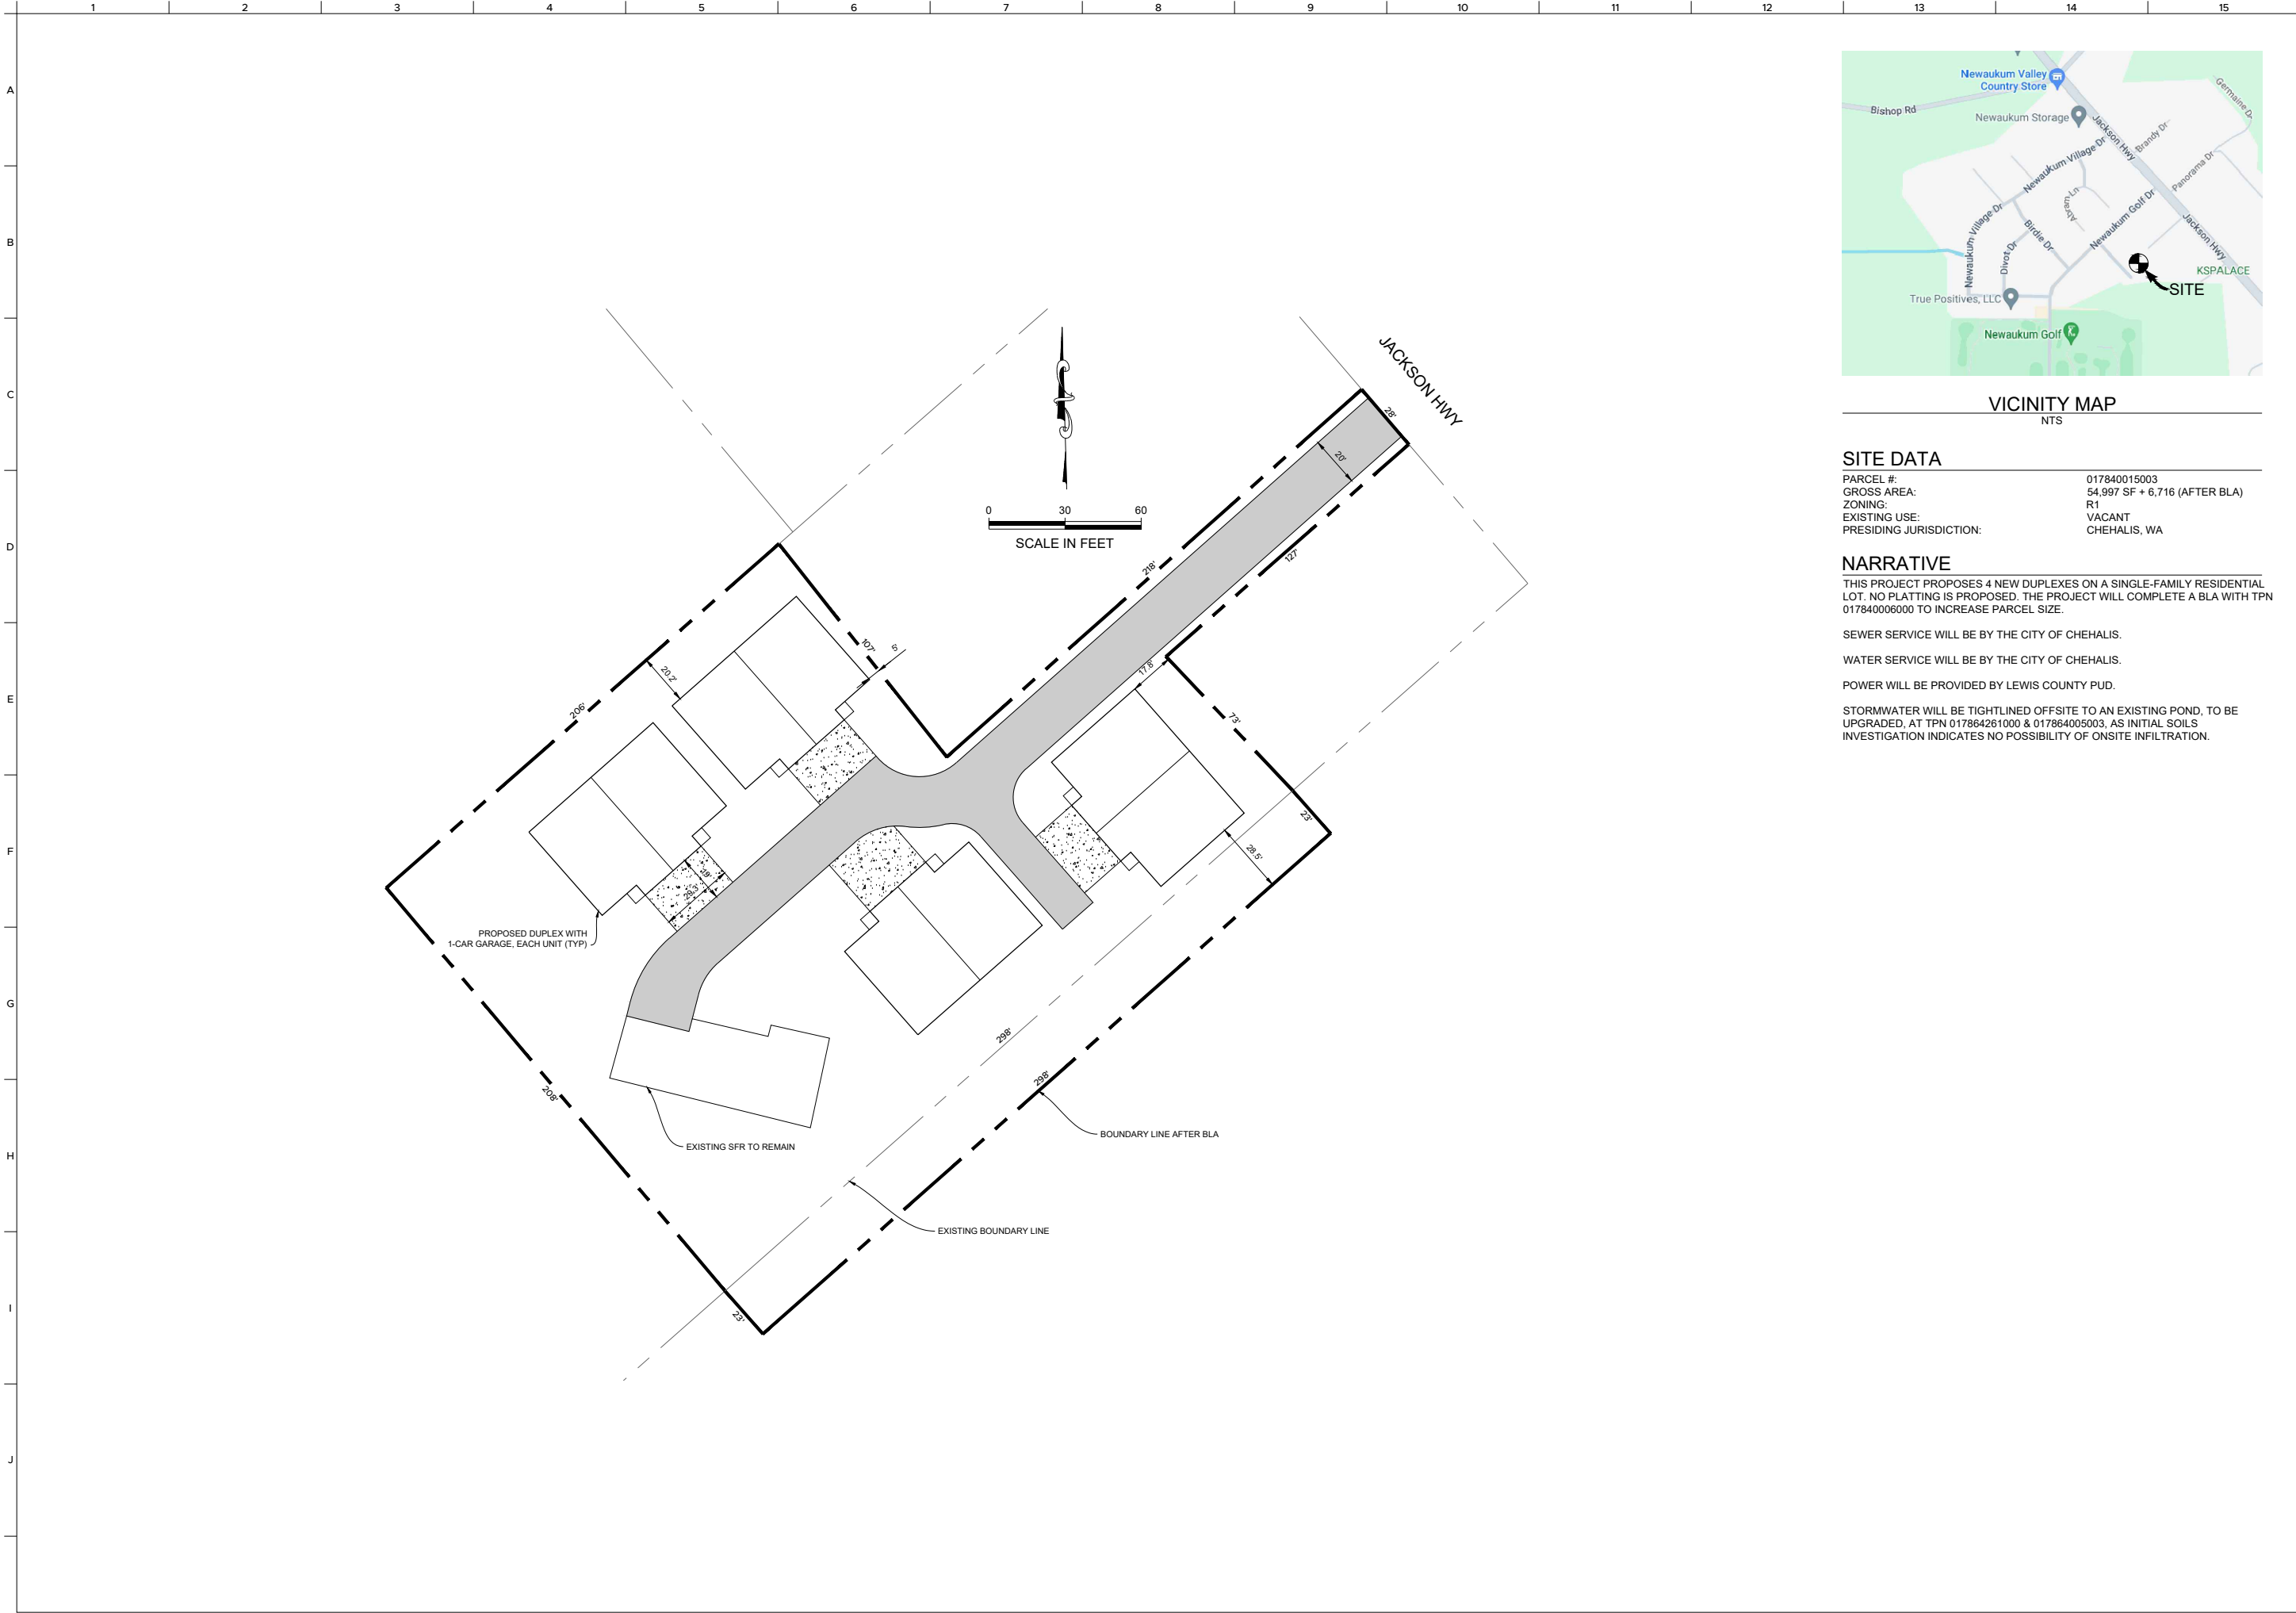 1 2 3 4 5 6 7 8 9 10 11 12 13 14 15
A
B
C
D
E
F
G
H
I
J
Newaukum Valley
Country Store
Bishop Rd
Newaukum Storage
Jackson Hwy
Brandy Dr
Germaine Dr
Newaukum Village Dr
Panorama Dr
Abram Ln
Newaukum Village Dr
Birdie Dr
Newaukum Golf Dr
Divot Dr
Jackson Hwy
KSPALACE
SITE
True Positives, LLC
Newaukum Golf
VICINITY MAP
NTS
SITE DATA
PARCEL #: 017840015003
GROSS AREA: 54,997 SF + 6,716 (AFTER BLA)
ZONING: R1
EXISTING USE: VACANT
PRESIDING JURISDICTION: CHEHALIS, WA
NARRATIVE
THIS PROJECT PROPOSES 4 NEW DUPLEXES ON A SINGLE-FAMILY RESIDENTIAL
LOT. NO PLATTING IS PROPOSED. THE PROJECT WILL COMPLETE A BLA WITH TPN
017840006000 TO INCREASE PARCEL SIZE.
SEWER SERVICE WILL BE BY THE CITY OF CHEHALIS.
WATER SERVICE WILL BE BY THE CITY OF CHEHALIS.
POWER WILL BE PROVIDED BY LEWIS COUNTY PUD.
STORMWATER WILL BE TIGHTLINED OFFSITE TO AN EXISTING POND, TO BE
UPGRADED, AT TPN 017864261000 & 017864005003, AS INITIAL SOILS
INVESTIGATION INDICATES NO POSSIBILITY OF ONSITE INFILTRATION.
JACKSON HWY
28'
20'
0 30 60
SCALE IN FEET
218'
127'
107'
5'
17.8'
20.2'
206'
73'
23'
28.5'
19'
29.3'
PROPOSED DUPLEX WITH
1-CAR GARAGE, EACH UNIT (TYP)
298'
298'
208'
BOUNDARY LINE AFTER BLA
EXISTING SFR TO REMAIN
EXISTING BOUNDARY LINE
23'